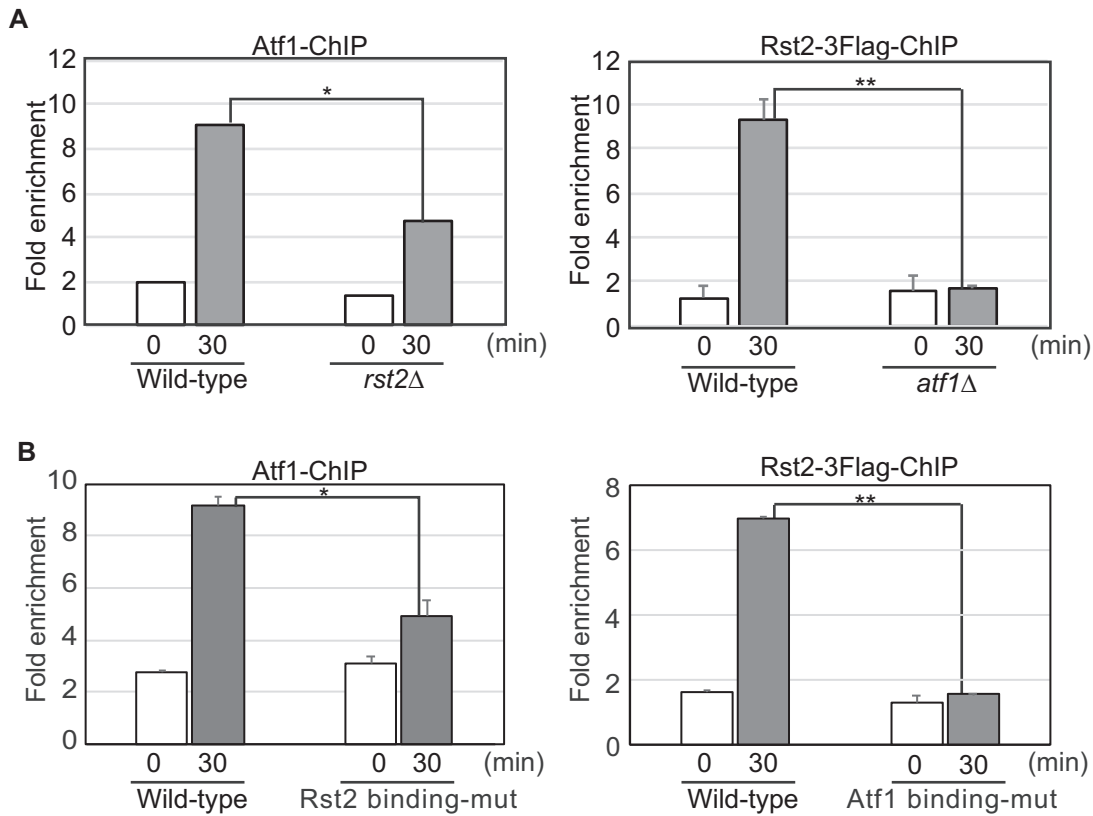 A
Atf1-ChIP
Fold enrichment
12
10
8
6
4
2
0
*
0 30 0 30 (min)
Wild-type rst2Δ
Rst2-3Flag-ChIP
Fold enrichment
12
10
8
6
4
2
0
**
0 30 0 30 (min)
Wild-type atf1Δ
B
Atf1-ChIP
Fold enrichment
10
8
6
4
2
0
*
0 30 0 30 (min)
Wild-type Rst2 binding-mut
Rst2-3Flag-ChIP
Fold enrichment
8
6
4
2
0
**
0 30 0 30 (min)
Wild-type Atf1 binding-mut